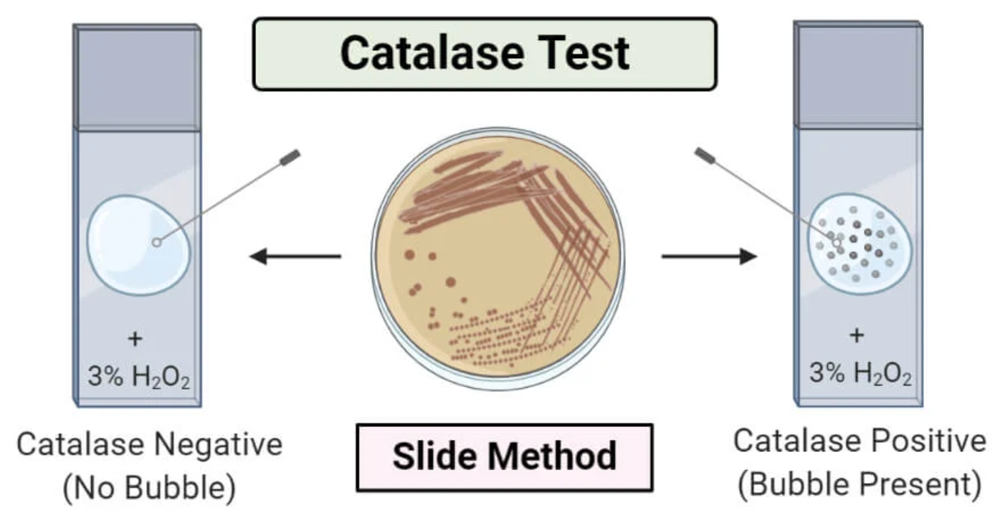 Catalase Test
+
3% H₂O₂
Catalase Negative
(No Bubble)
Slide Method
+
3% H₂O₂
Catalase Positive
(Bubble Present)